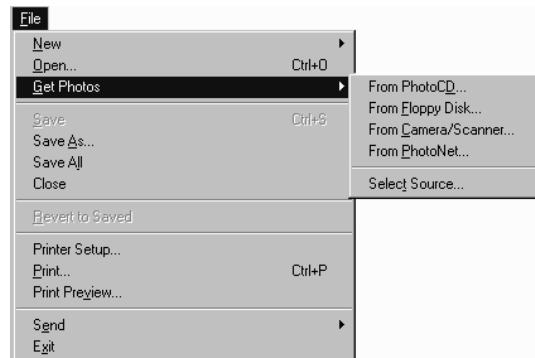 File
New
Open... Ctrl+O
Get Photos
From PhotoCD...
From Floppy Disk...
From Camera/Scanner...
From PhotoNet...
Select Source...
Save Ctrl+S
Save As...
Save All
Close
Revert to Saved
Printer Setup...
Print... Ctrl+P
Print Preview...
Send
Exit